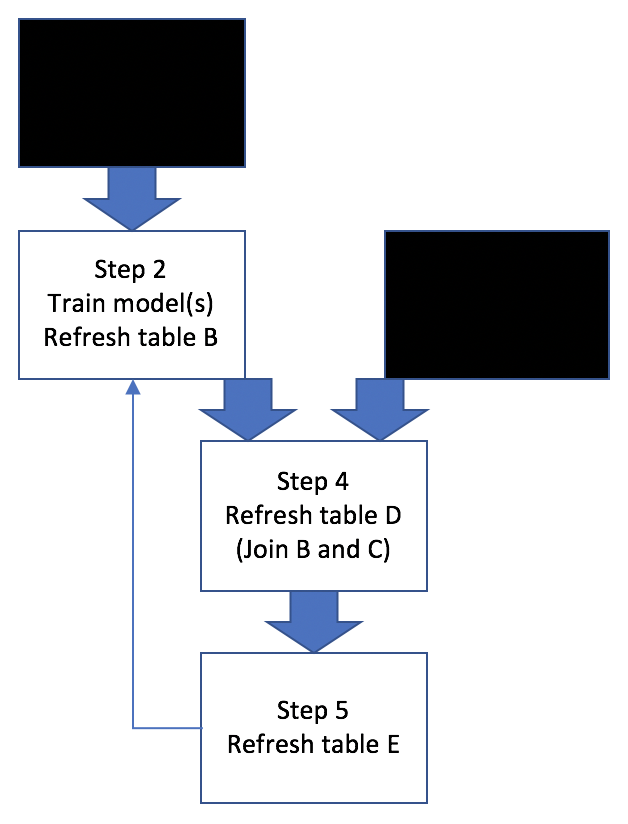 Step 2
Train model(s)
Refresh table B
Step 4
Refresh table D
(Join B and C)
Step 5
Refresh table E